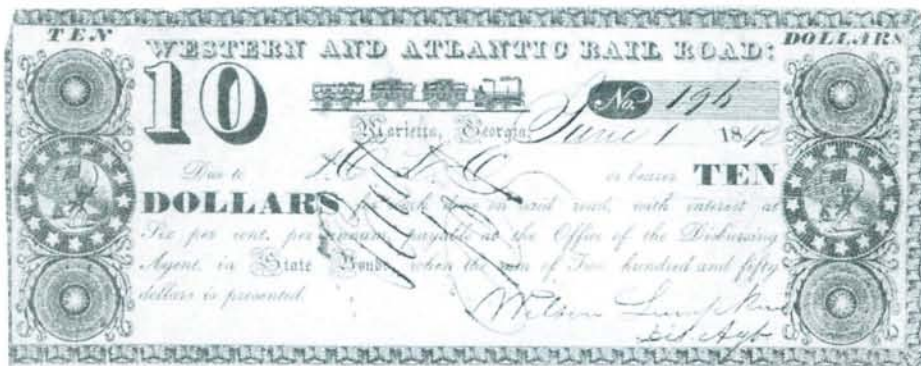 TEN DOLLARS
WESTERN AND ATLANTIC RAIL ROAD:
10
No. 196
Marietta, Georgia, June 1 184
Due to or bearer TEN
DOLLARS for work done on said road, with interest at
Six per cent. per annum, payable at the Office of the Disbursing
Agent, in State Bonds, when the sum of Two hundred and fifty
dollars is presented.
Wilson Lumpkin
Dis. Agt